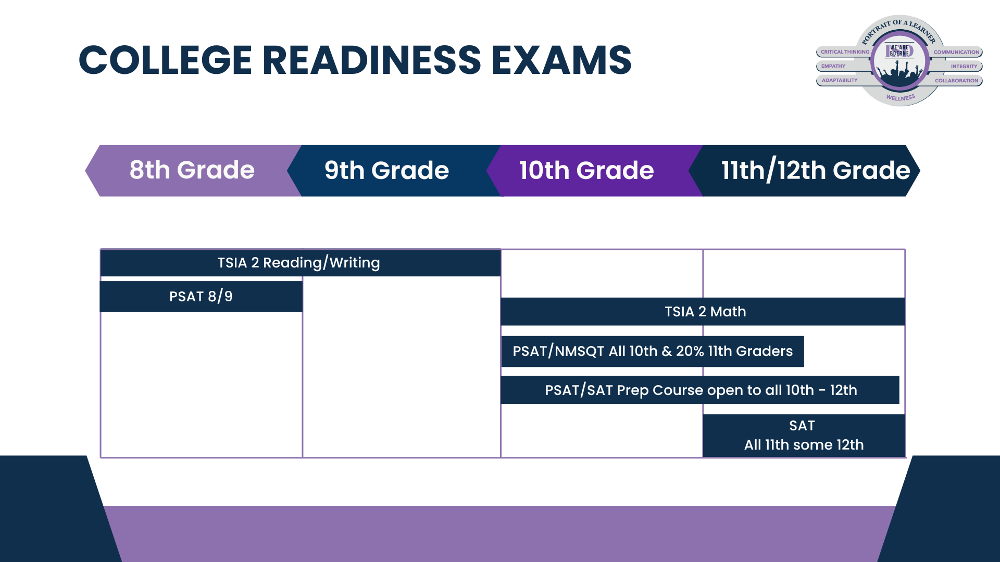 COLLEGE READINESS EXAMS
PORTRAIT OF A LEARNER
CRITICAL THINKING
EMPATHY
ADAPTABILITY
ISD
WE ARE
BOERNE
COMMUNICATION
INTEGRITY
COLLABORATION
WELLNESS
8th Grade
9th Grade
10th Grade
11th/12th Grade
TSIA 2 Reading/Writing
PSAT 8/9
TSIA 2 Math
PSAT/NMSQT All 10th & 20% 11th Graders
PSAT/SAT Prep Course open to all 10th - 12th
SAT
All 11th some 12th